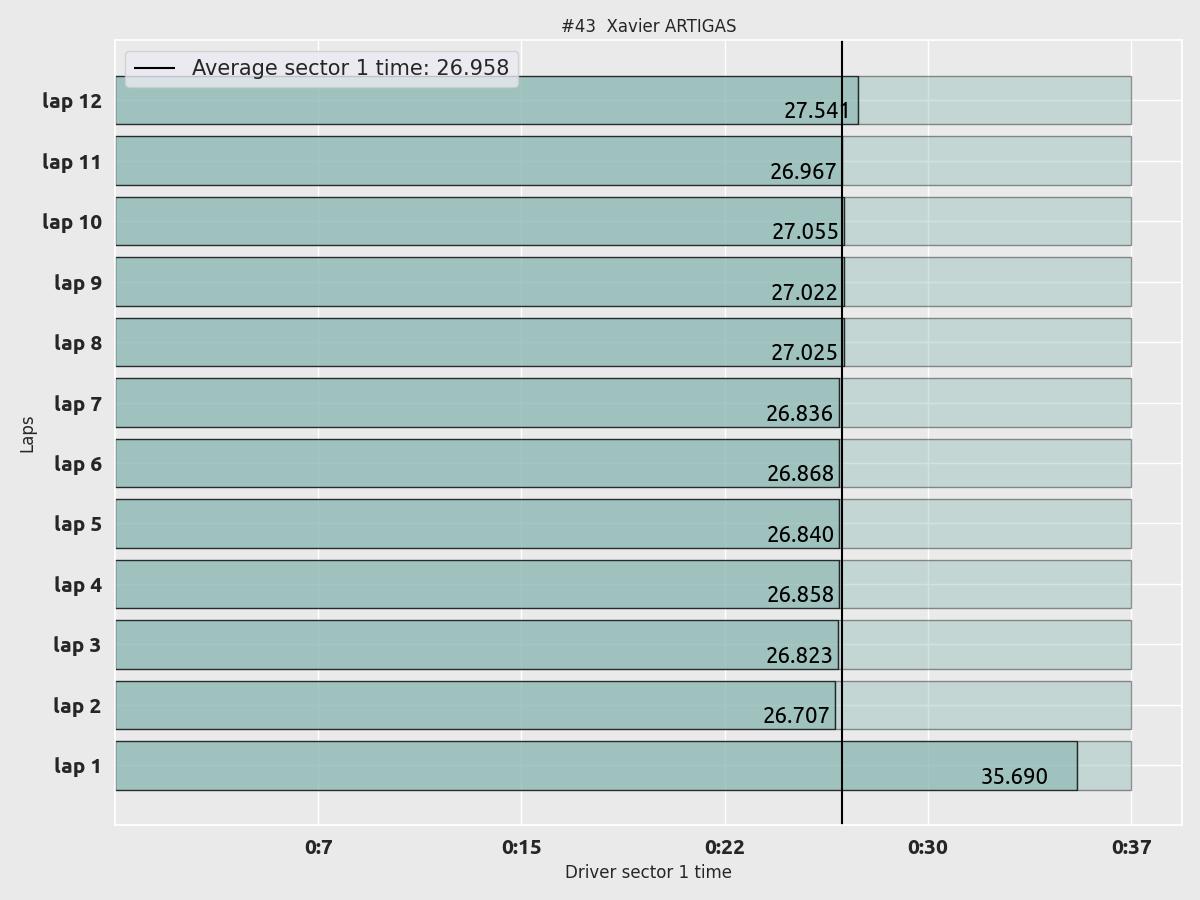 #43 Xavier ARTIGAS
Average sector 1 time: 26.958
lap 12
27.541
lap 11
26.967
lap 10
27.055
lap 9
27.022
lap 8
27.025
lap 7
26.836
lap 6
26.868
lap 5
26.840
lap 4
26.858
lap 3
26.823
lap 2
26.707
lap 1
35.690
Laps
0:7 0:15 0:22 0:30 0:37
Driver sector 1 time